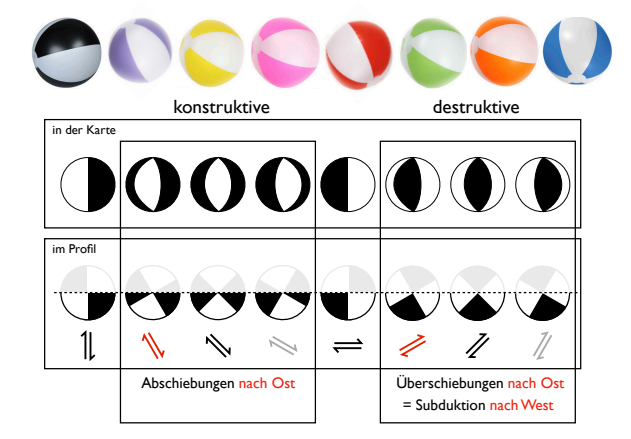 konstruktive
destruktive
in der Karte
im Profil
Abschiebungen nach Ost
Überschiebungen nach Ost
= Subduktion nach West